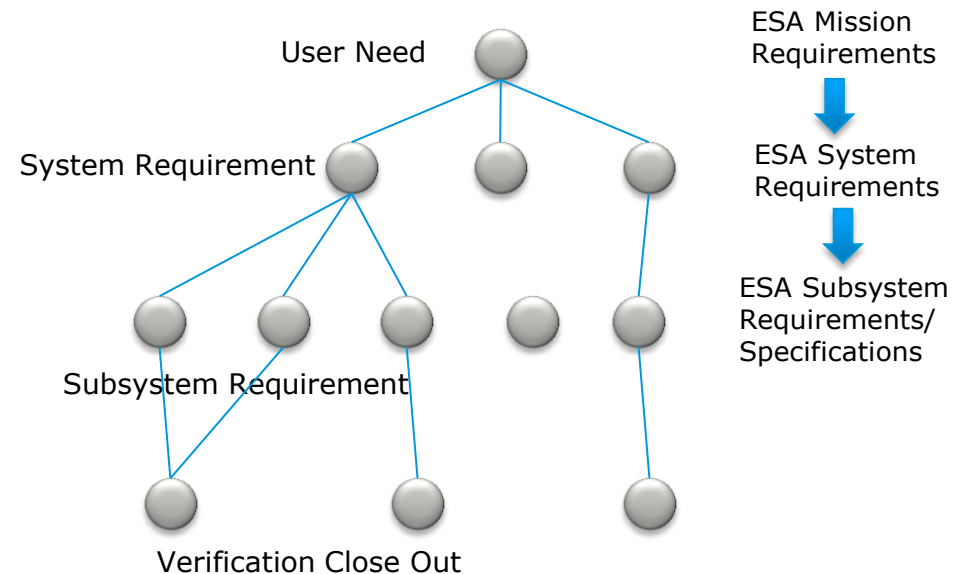 User Need
ESA Mission
Requirements
System Requirement
ESA System
Requirements
ESA Subsystem
Requirements/
Specifications
Subsystem Requirement
Verification Close Out